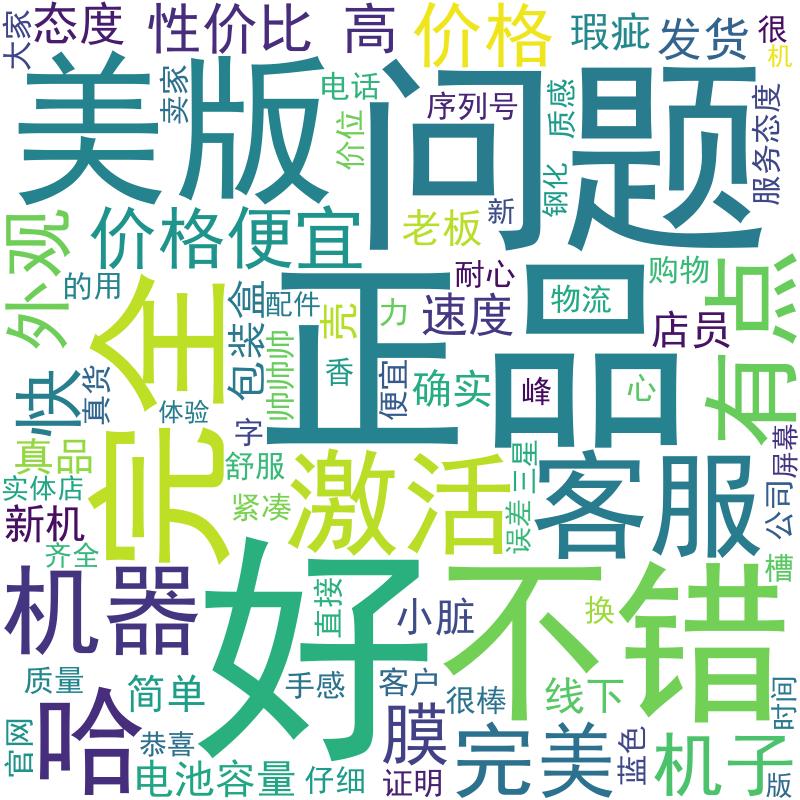 大家
态度
性价比
高
价格
瑕疵
发货
很
机
美版
卖家
电话
价位
问题
序列号
质感
钢化
服务态度
外观
价格便宜
老板
新
的用
完全
包装盒
配件
壳
力
正品
耐心
速度
物流
购物
店员
有点
快
真货
体验
帅帅帅
香
便宜
确实
峰
心
字
真品
舒服
实体店
紧凑
激活
误差
三星
客服
公司
屏幕
新机
齐全
槽
机器
好
直接
小脏
不错
换
质量
简单
手感
客户
很棒
线下
时间
官网
哈
恭喜
膜
完美
蓝色
机子
电池容量
仔细
证明
版